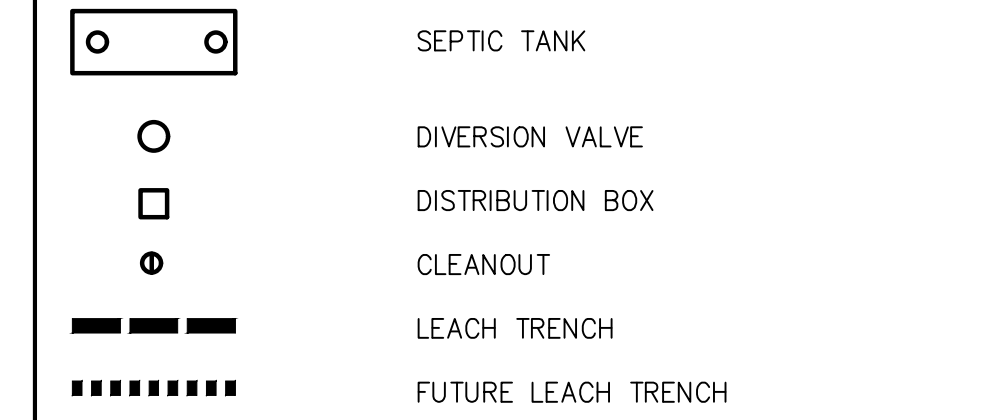 SEPTIC TANK
DIVERSION VALVE
DISTRIBUTION BOX
CLEANOUT
LEACH TRENCH
FUTURE LEACH TRENCH